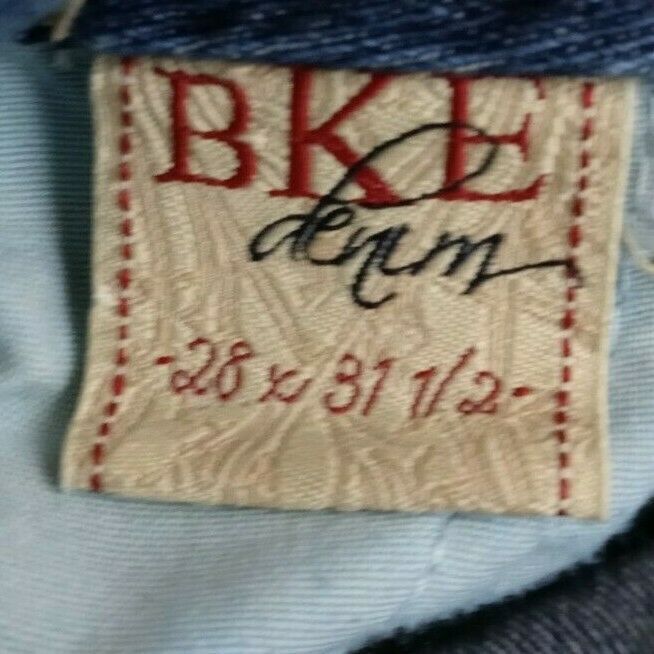 BKE
denim
-28 x 31 1/2-